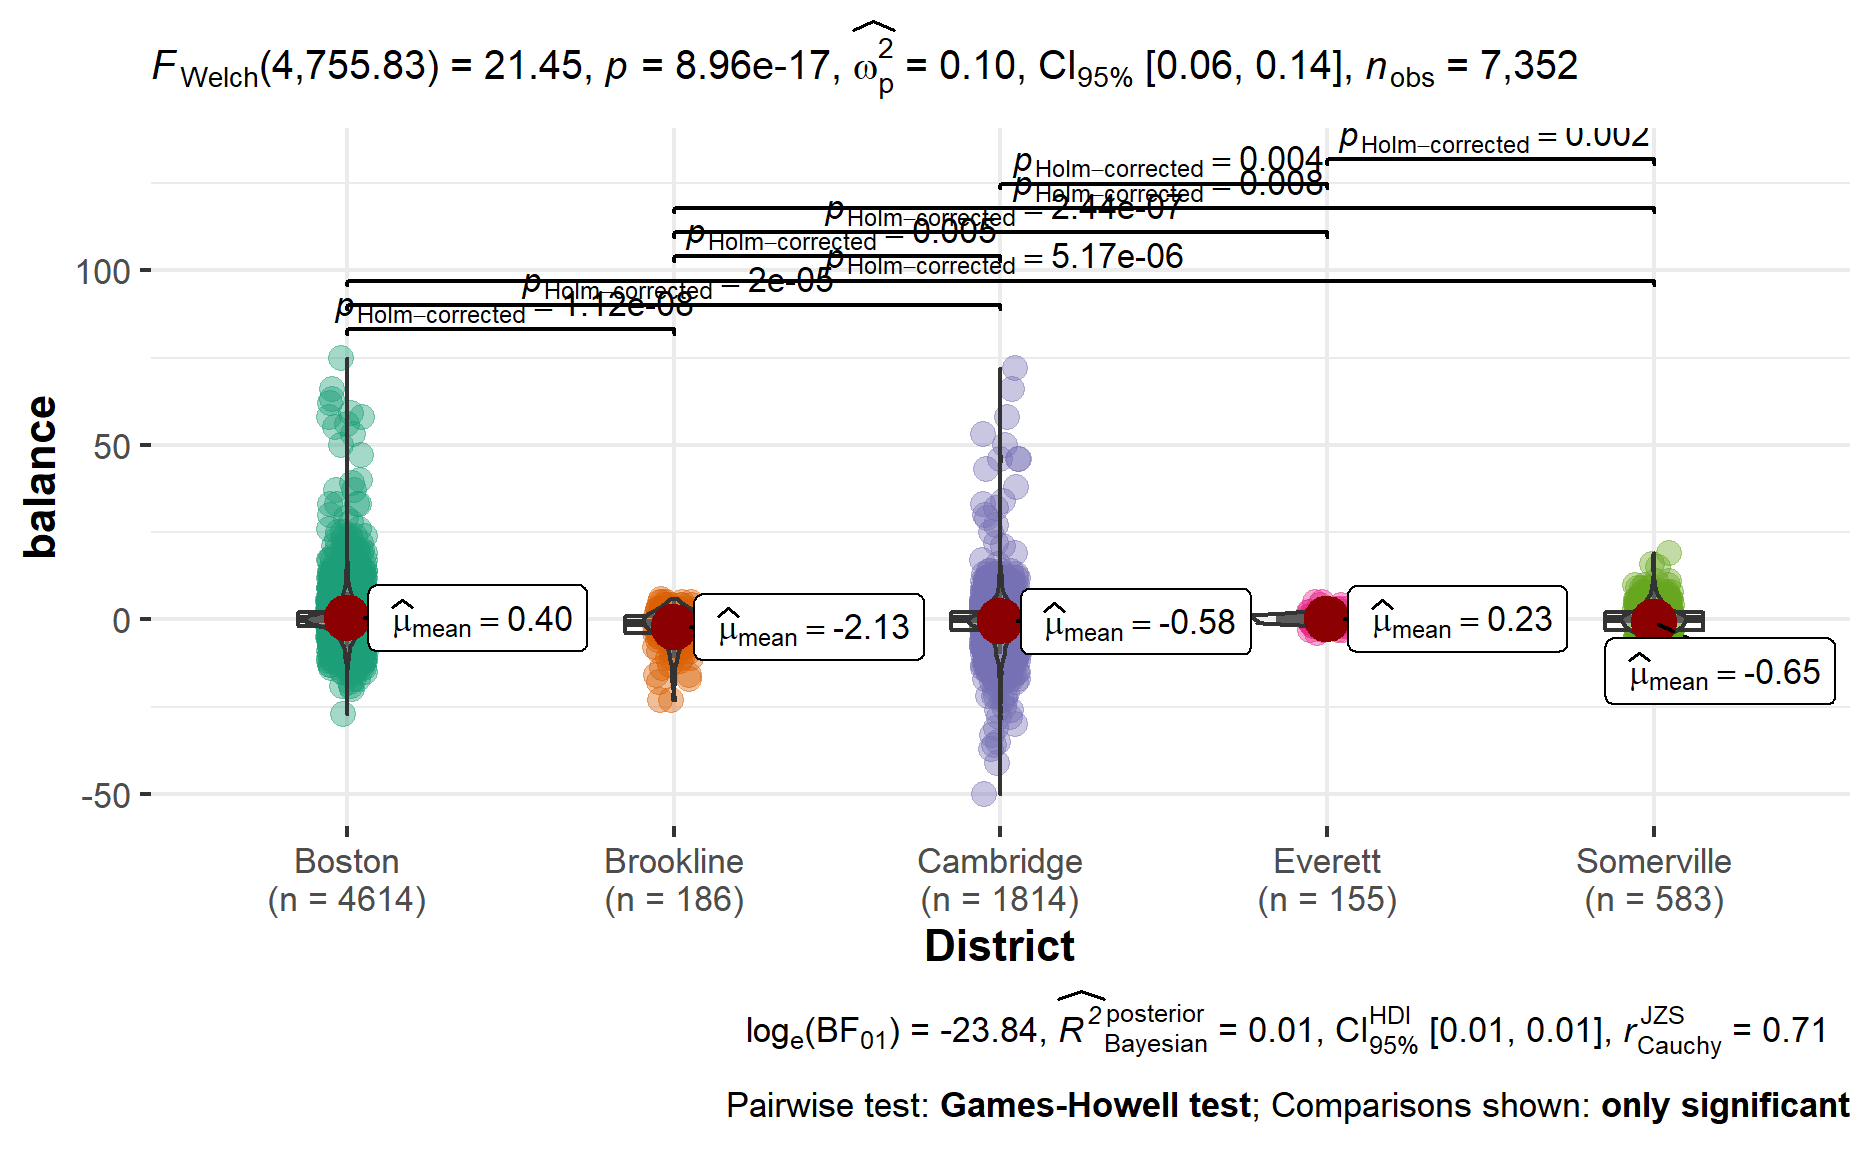 F Welch(4,755.83) = 21.45, p = 8.96e-17, ω̂²p = 0.10, CI95% [0.06, 0.14], nobs = 7,352
pHolm−corrected = 0.002
pHolm−corrected = 0.004
pHolm−corrected = 0.008
pHolm−corrected = 2.44e-07
pHolm−corrected = 0.005
pHolm−corrected = 5.17e-06
pHolm−corrected = 2e-05
pHolm−corrected = 1.12e-08
balance
100
50
0
-50
μ̂mean = 0.40
μ̂mean = -2.13
μ̂mean = -0.58
μ̂mean = 0.23
μ̂mean = -0.65
Boston Brookline Cambridge Everett Somerville
(n = 4614) (n = 186) (n = 1814) (n = 155) (n = 583)
District
loge(BF01) = -23.84, R̂²posterior Bayesian = 0.01, CI HDI 95% [0.01, 0.01], r JZS Cauchy = 0.71
Pairwise test: Games-Howell test; Comparisons shown: only significant